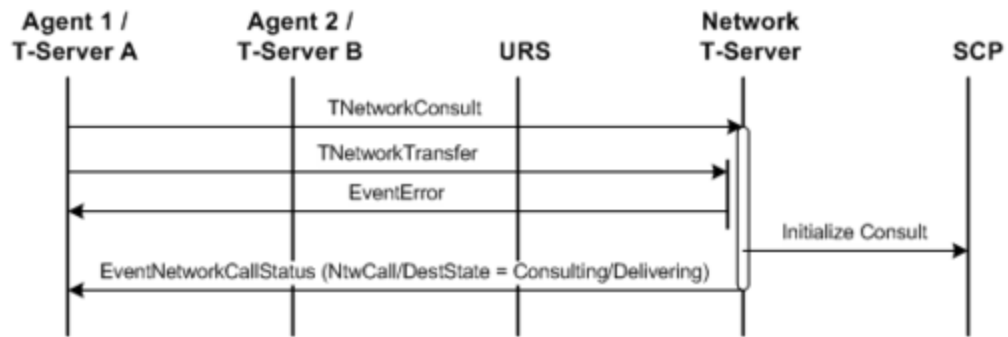 Agent 1 /
T-Server A
Agent 2 /
T-Server B
URS
Network
T-Server
SCP
TNetworkConsult
TNetworkTransfer
EventError
Initialize Consult
EventNetworkCallStatus (NtwCall/DestState = Consulting/Delivering)